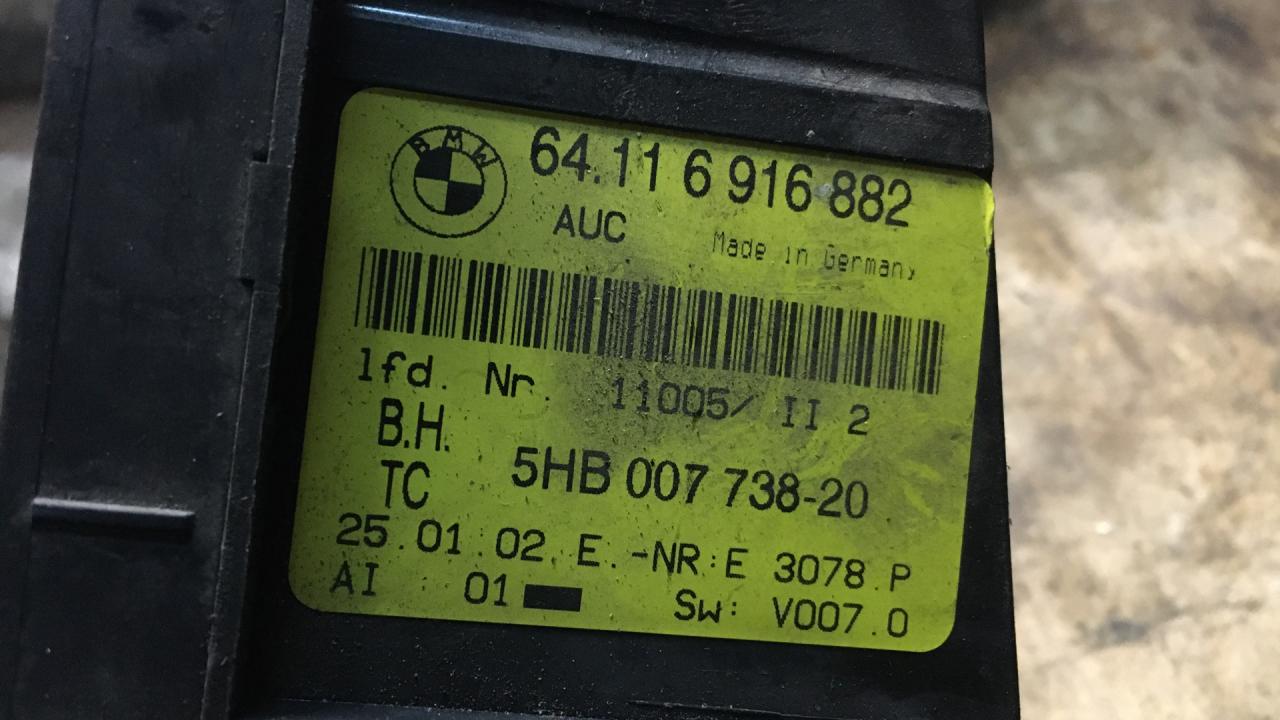 BMW
64.11 6 916 882
AUC Made in Germany
lfd. Nr. 11005/ II 2
B.H.
TC 5HB 007 738-20
25.01.02 E.-NR:E 3078.P
AI 01 Sw: V007.0